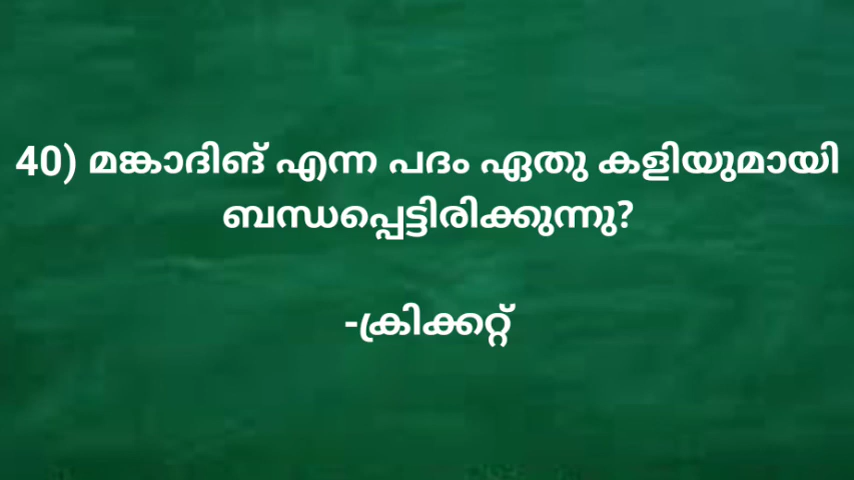 40) മങ്കാദിങ് എന്ന പദം ഏതു കളിയുമായി
ബന്ധപ്പെട്ടിരിക്കുന്നു?
-ക്രിക്കറ്റ്